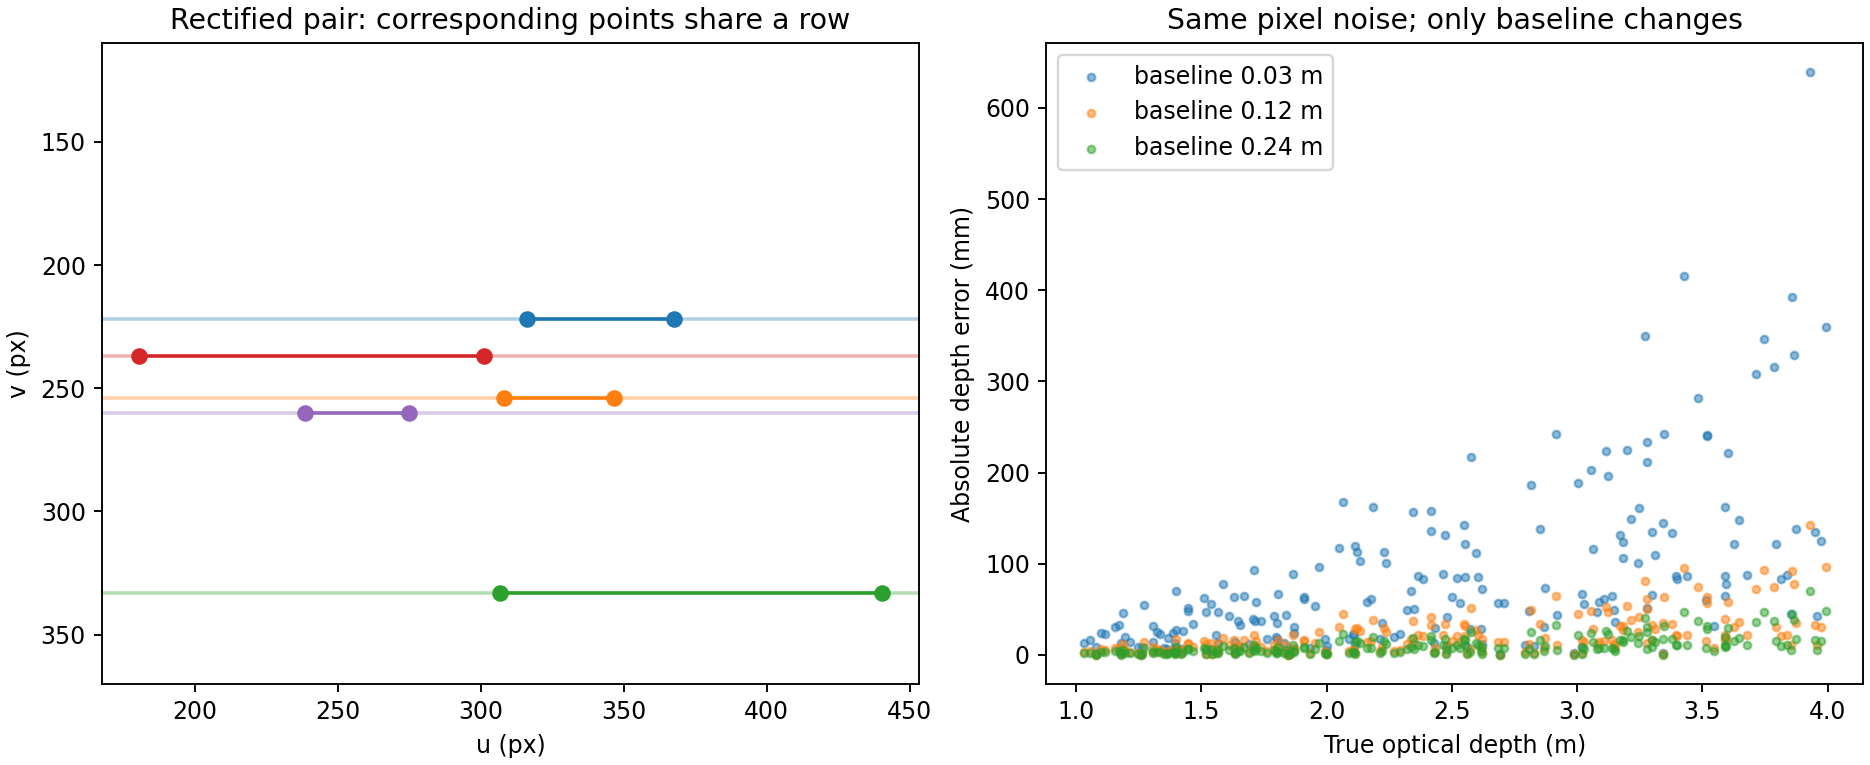 Rectified pair: corresponding points share a row
150
200
250
300
350
v (px)
200
250
300
350
400
450
u (px)
Same pixel noise; only baseline changes
baseline 0.03 m
baseline 0.12 m
baseline 0.24 m
600
500
400
300
200
100
0
Absolute depth error (mm)
1.0
1.5
2.0
2.5
3.0
3.5
4.0
True optical depth (m)